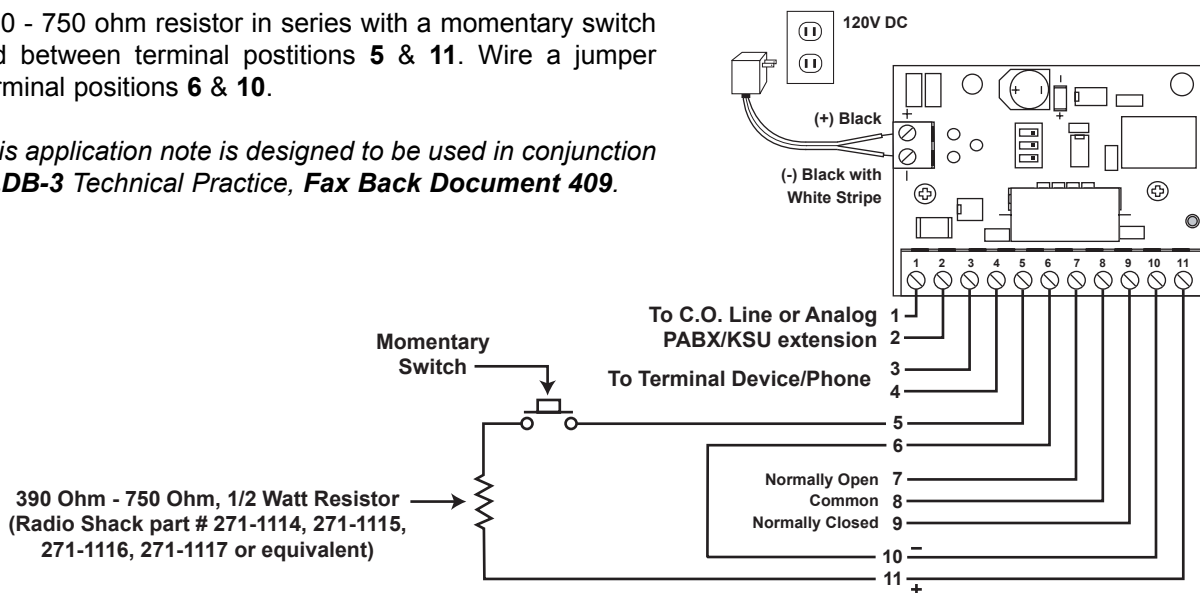 0 - 750 ohm resistor in series with a momentary switch
d between terminal postitions 5 & 11. Wire a jumper
rminal positions 6 & 10.
is application note is designed to be used in conjunction
DB-3 Technical Practice, Fax Back Document 409.
120V DC
(+) Black
(-) Black with
White Stripe
+
-
+ -
-
+
1 2 3 4 5 6 7 8 9 10 11
To C.O. Line or Analog 1
PABX/KSU extension 2
3
To Terminal Device/Phone
4
Momentary
Switch
5
6
Normally Open 7
Common 8
Normally Closed 9
390 Ohm - 750 Ohm, 1/2 Watt Resistor
(Radio Shack part # 271-1114, 271-1115,
271-1116, 271-1117 or equivalent)
10 -
11 +